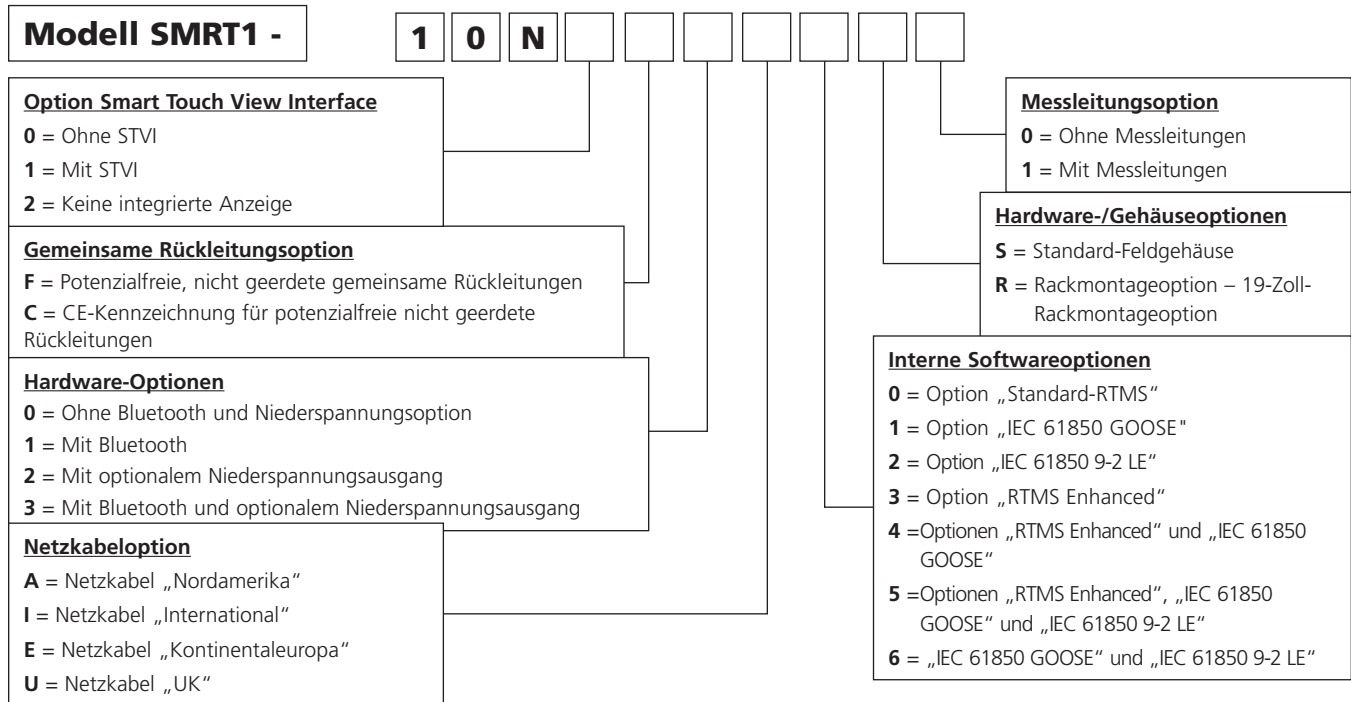 Modell SMRT1 - 1 0 N
Option Smart Touch View Interface
0 = Ohne STVI
1 = Mit STVI
2 = Keine integrierte Anzeige
Gemeinsame Rückleitungsoption
F = Potenzialfreie, nicht geerdete gemeinsame Rückleitungen
C = CE-Kennzeichnung für potenzialfreie nicht geerdete
Rückleitungen
Hardware-Optionen
0 = Ohne Bluetooth und Niederspannungsoption
1 = Mit Bluetooth
2 = Mit optionalem Niederspannungsausgang
3 = Mit Bluetooth und optionalem Niederspannungsausgang
Netzkabeloption
A = Netzkabel „Nordamerika“
I = Netzkabel „International“
E = Netzkabel „Kontinentaleuropa“
U = Netzkabel „UK“
Messleitungsoption
0 = Ohne Messleitungen
1 = Mit Messleitungen
Hardware-/Gehäuseoptionen
S = Standard-Feldgehäuse
R = Rackmontageoption – 19-Zoll-
Rackmontageoption
Interne Softwareoptionen
0 = Option „Standard-RTMS“
1 = Option „IEC 61850 GOOSE"
2 = Option „IEC 61850 9-2 LE“
3 = Option „RTMS Enhanced“
4 =Optionen „RTMS Enhanced“ und „IEC 61850
GOOSE“
5 =Optionen „RTMS Enhanced“, „IEC 61850
GOOSE“ und „IEC 61850 9-2 LE“
6 = „IEC 61850 GOOSE“ und „IEC 61850 9-2 LE“